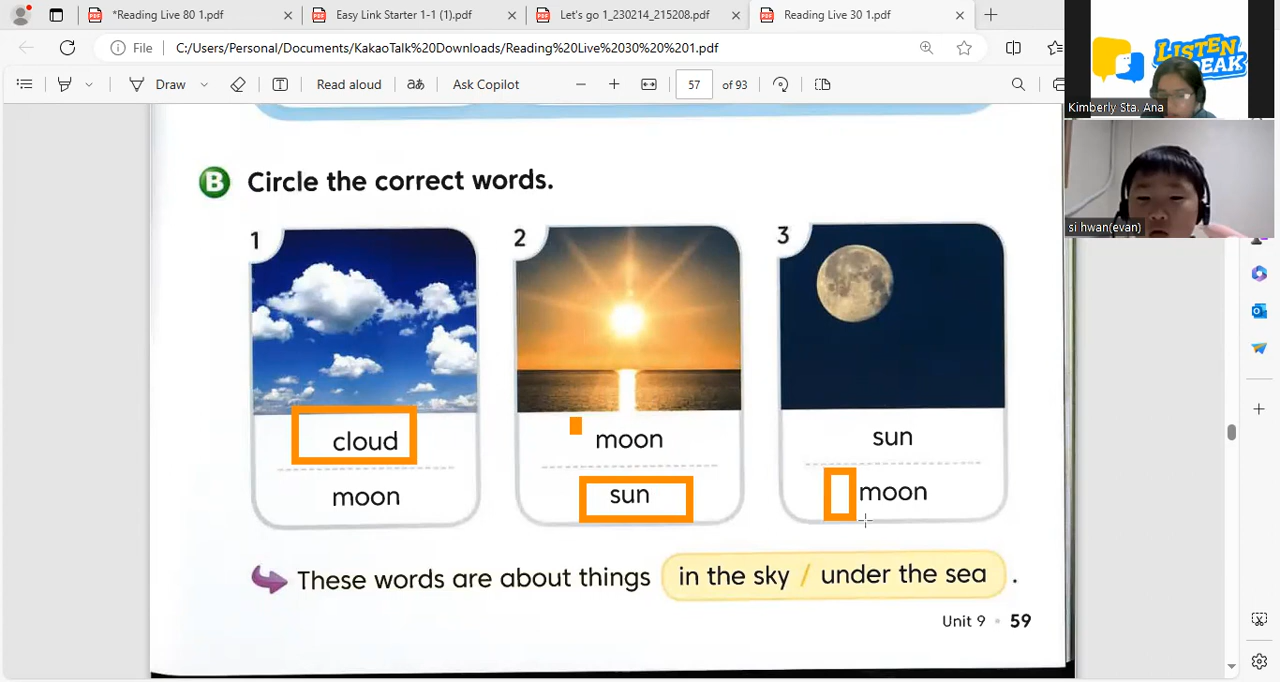 *Reading Live 80 1.pdf
Easy Link Starter 1-1 (1).pdf
Let's go 1_230214_215208.pdf
Reading Live 30 1.pdf
File
C:/Users/Personal/Documents/KakaoTalk%20Downloads/Reading%20Live%2030%20%201.pdf
Draw
Read aloud
aあ
Ask Copilot
57
of 93
LISTEN
SPEAK
Kimberly Sta. Ana
si hwan(evan)
B Circle the correct words.
1
2
3
cloud
moon
moon
sun
sun
moon
These words are about things in the sky / under the sea .
Unit 9 • 59